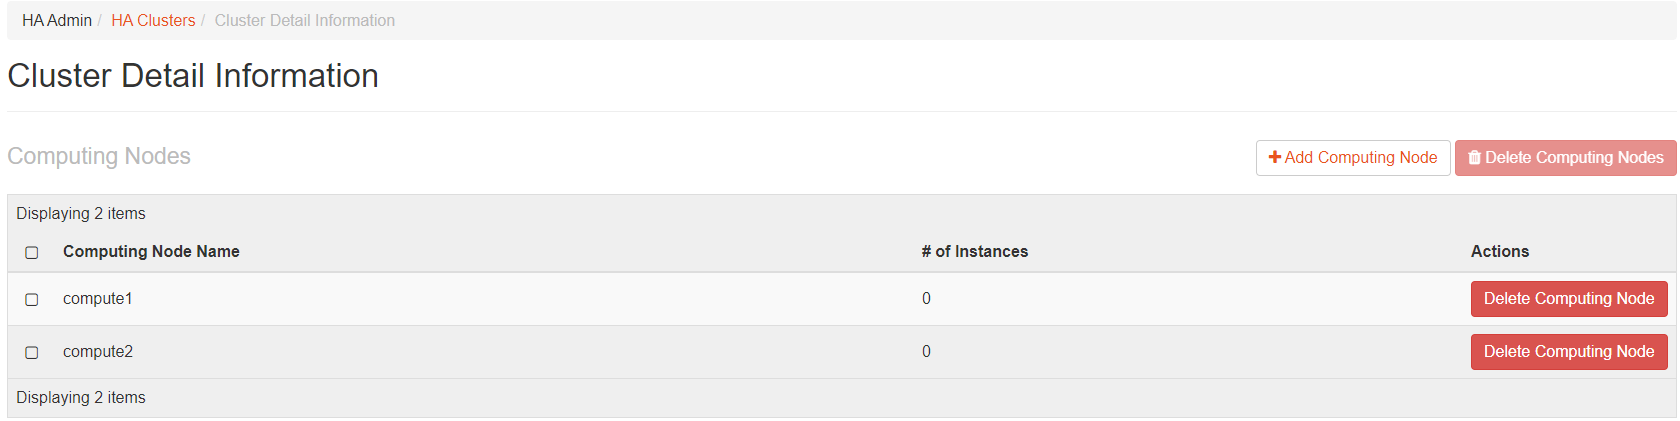 HA Admin / HA Clusters / Cluster Detail Information
Cluster Detail Information
Computing Nodes
Add Computing Node Delete Computing Nodes
Displaying 2 items
Computing Node Name # of Instances Actions
compute1 0 Delete Computing Node
compute2 0 Delete Computing Node
Displaying 2 items